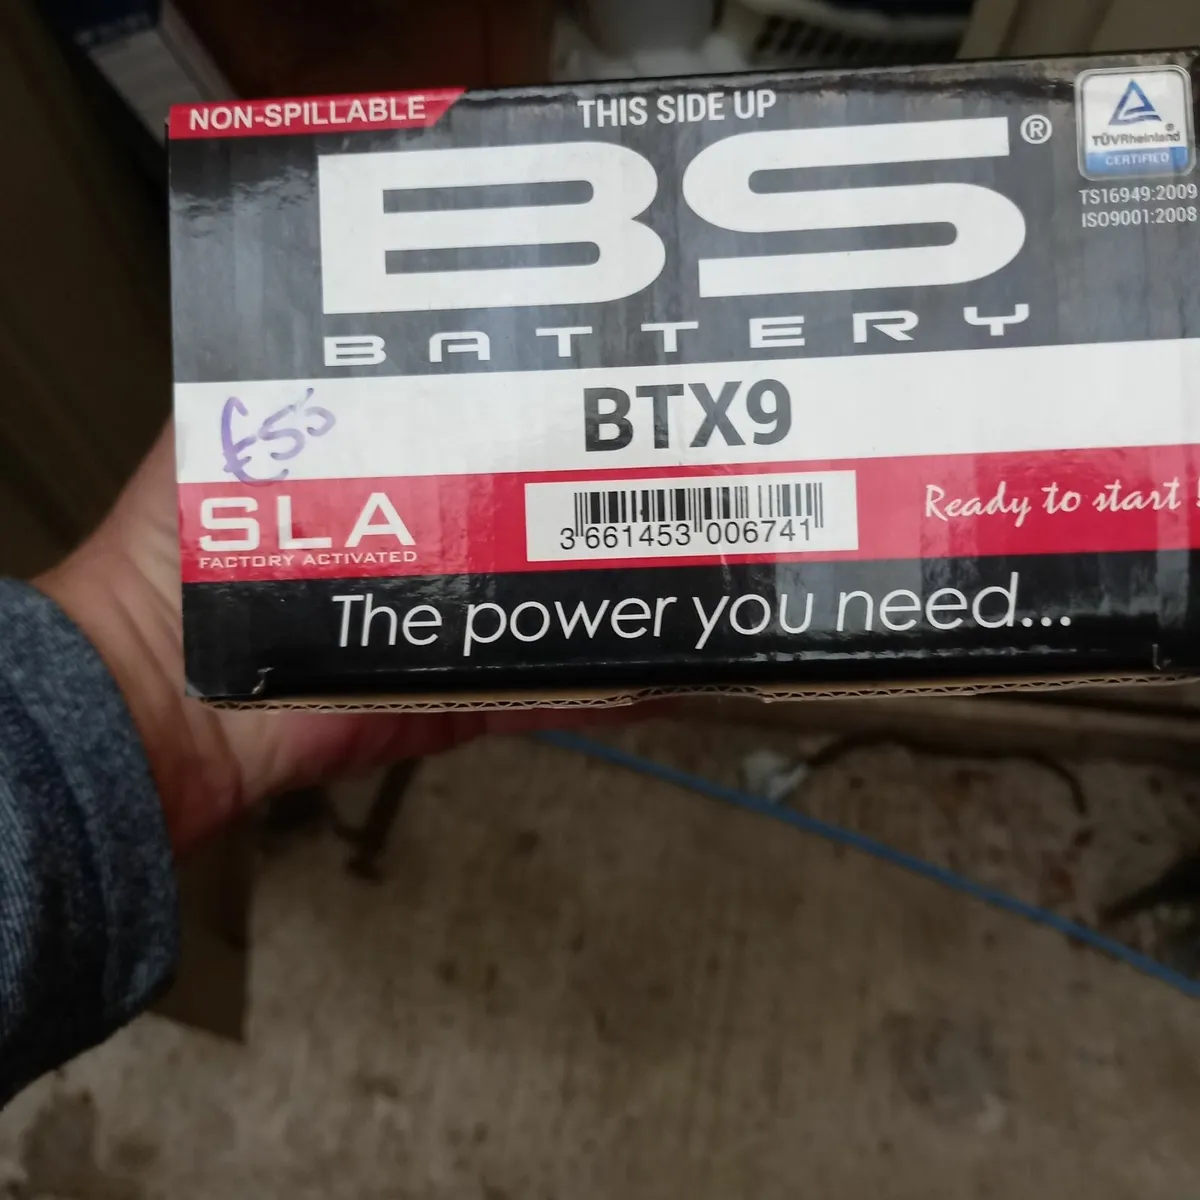 NON-SPILLABLE
THIS SIDE UP
BS®
BATTERY
TÜVRheinland®
CERTIFIED
TS16949:2009
ISO9001:2008
BTX9
SLA
FACTORY ACTIVATED
3 661453 006741
Ready to start
The power you need...